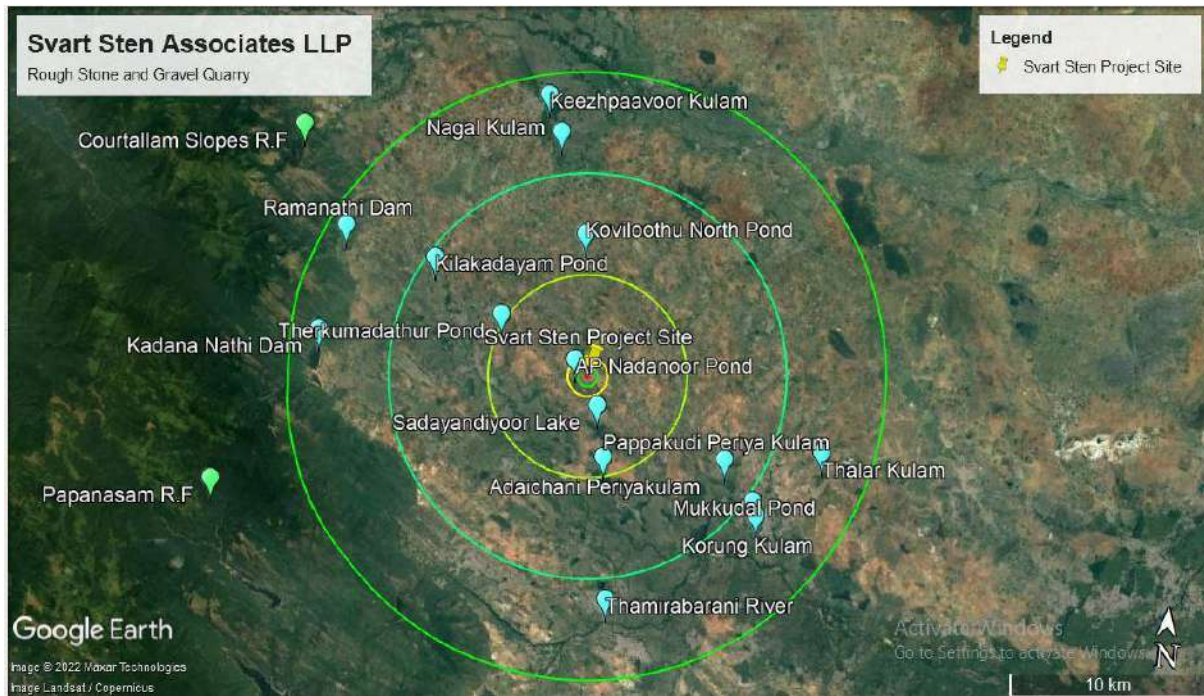 Svart Sten Associates LLP
Rough Stone and Gravel Quarry
Legend
Svart Sten Project Site
Keezhpaavoor Kulam
Nagal Kulam
Courtallam Slopes R.F
Ramanathi Dam
Koviloothu North Pond
Kilakadayam Pond
Therkumadathur Pond
Svart Sten Project Site
Kadana Nathi Dam
AP Nadanoor Pond
Sadayandiyoor Lake
Pappakudi Periya Kulam
Thalar Kulam
Adaichani Periyakulam
Papanasam R.F
Mukkudal Pond
Korung Kulam
Thamirabarani River
Google Earth
Activate Windows
Go to Settings to activate Windows.
N
Image © 2022 Maxar Technologies
Image Landsat / Copernicus
10 km